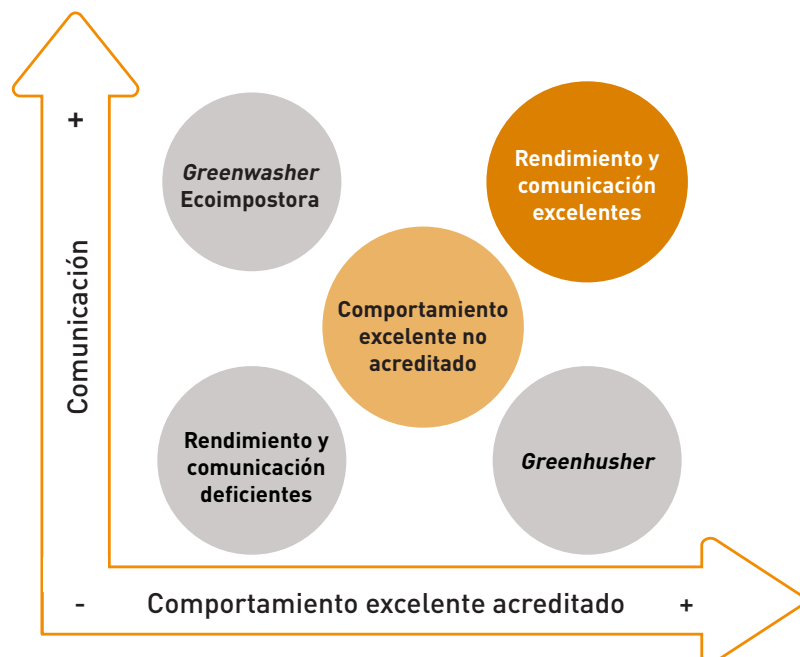 +
Comunicación
Greenwasher
Ecoimpostora
Rendimiento y
comunicación
excelentes
Comportamiento
excelente no
acreditado
Rendimiento y
comunicación
deficientes
Greenhusher
-
Comportamiento excelente acreditado
+